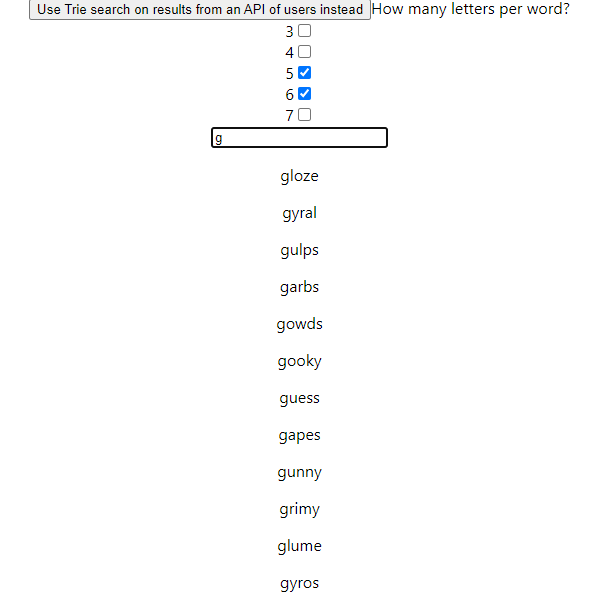 Use Trie search on results from an API of users instead How many letters per word?
3
4
5
6
7
g
gloze
gyral
gulps
garbs
gowds
gooky
guess
gapes
gunny
grimy
glume
gyros